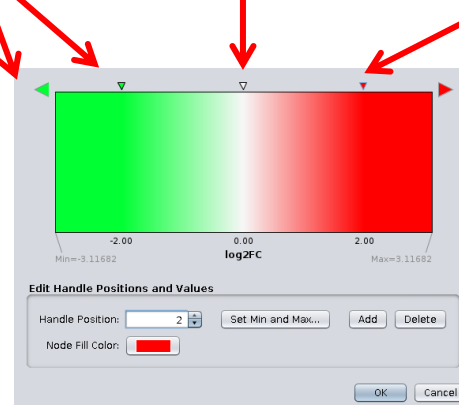 -2.00 0.00 2.00
Min=-3.11682 log2FC Max=3.11682
Edit Handle Positions and Values
Handle Position: 2 Set Min and Max... Add Delete
Node Fill Color:
OK Cancel